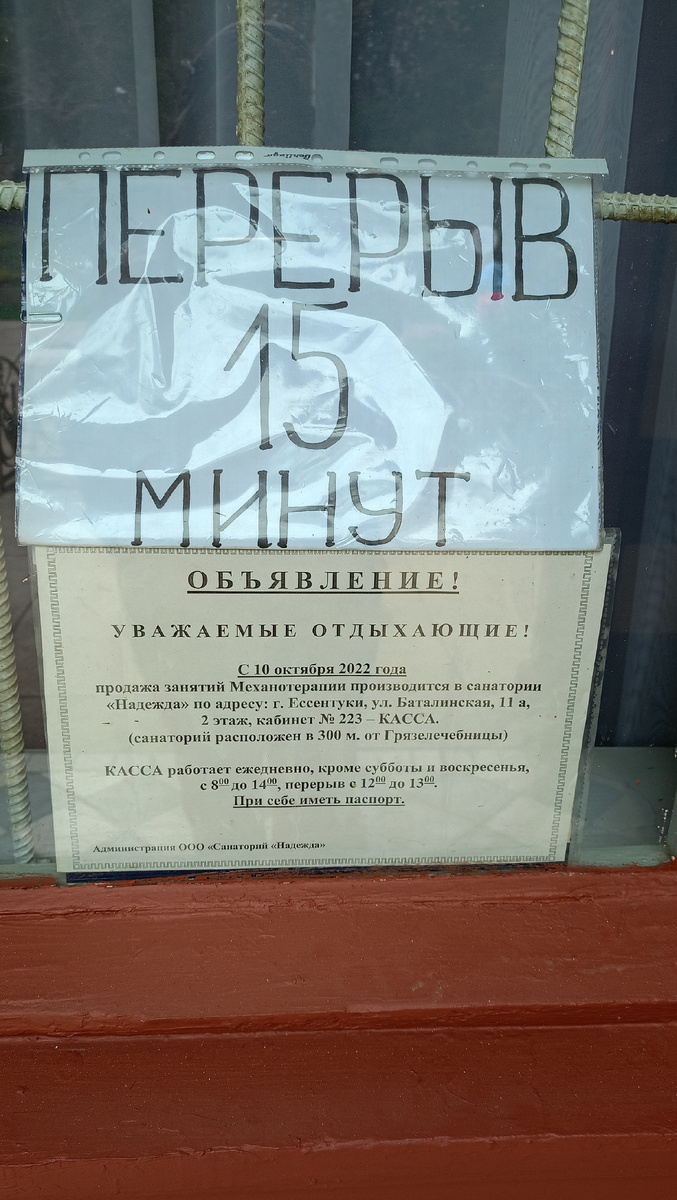 ПЕРЕРЫВ
15
МИНУТ
ОБЪЯВЛЕНИЕ!
УВАЖАЕМЫЕ ОТДЫХАЮЩИЕ!
С 10 октября 2022 года
продажа занятий Механотерапии производится в санатории
«Надежда» по адресу: г. Ессентуки, ул. Баталинская, 11 а,
2 этаж, кабинет № 223 – КАССА.
(санаторий расположен в 300 м. от Грязелечебницы)
КАССА работает ежедневно, кроме субботы и воскресенья,
с 8⁰⁰ до 14⁰⁰, перерыв с 12⁰⁰ до 13⁰⁰.
При себе иметь паспорт.
Администрация ООО «Санаторий «Надежда»